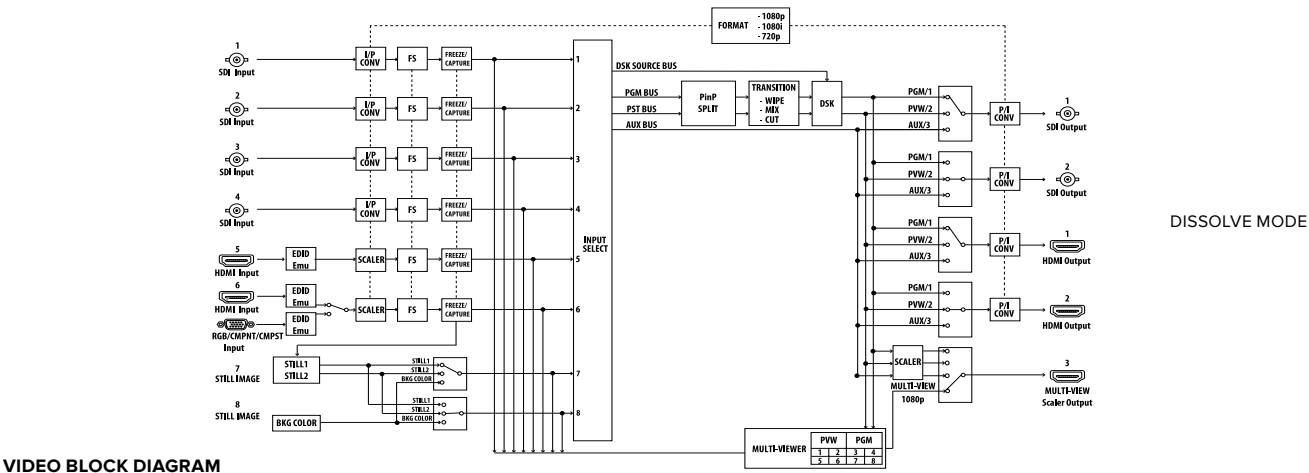 FORMAT - 1080p
- 1080i
- 720p
1
SDI Input
I/P CONV
FS
FREEZE/ CAPTURE
1
2
SDI Input
I/P CONV
FS
FREEZE/ CAPTURE
2
3
SDI Input
I/P CONV
FS
FREEZE/ CAPTURE
3
4
SDI Input
I/P CONV
FS
FREEZE/ CAPTURE
4
5
HDMI Input
EDID Emu
SCALER
FS
FREEZE/ CAPTURE
5
6
HDMI Input
EDID Emu
RGB/CMPNT/CMPST Input
EDID Emu
SCALER
FS
FREEZE/ CAPTURE
6
7
STILL IMAGE
STILL1
STILL2
STILL1
STILL2
BKG COLOR
7
8
STILL IMAGE
BKG COLOR
STILL1
STILL2
BKG COLOR
8
INPUT SELECT
DSK SOURCE BUS
PGM BUS
PST BUS
AUX BUS
PinP
SPLIT
TRANSITION
- WIPE
- MIX
- CUT
DSK
PGM/1
PVW/2
AUX/3
P/I CONV
1
SDI Output
PGM/1
PVW/2
AUX/3
P/I CONV
2
SDI Output
PGM/1
PVW/2
AUX/3
P/I CONV
1
HDMI Output
PGM/1
PVW/2
AUX/3
P/I CONV
2
HDMI Output
SCALER
MULTI-VIEW
1080p
3
MULTI-VIEW
Scaler Output
MULTI-VIEWER
PVW PGM
1 2 3 4
5 6 7 8
DISSOLVE MODE
VIDEO BLOCK DIAGRAM